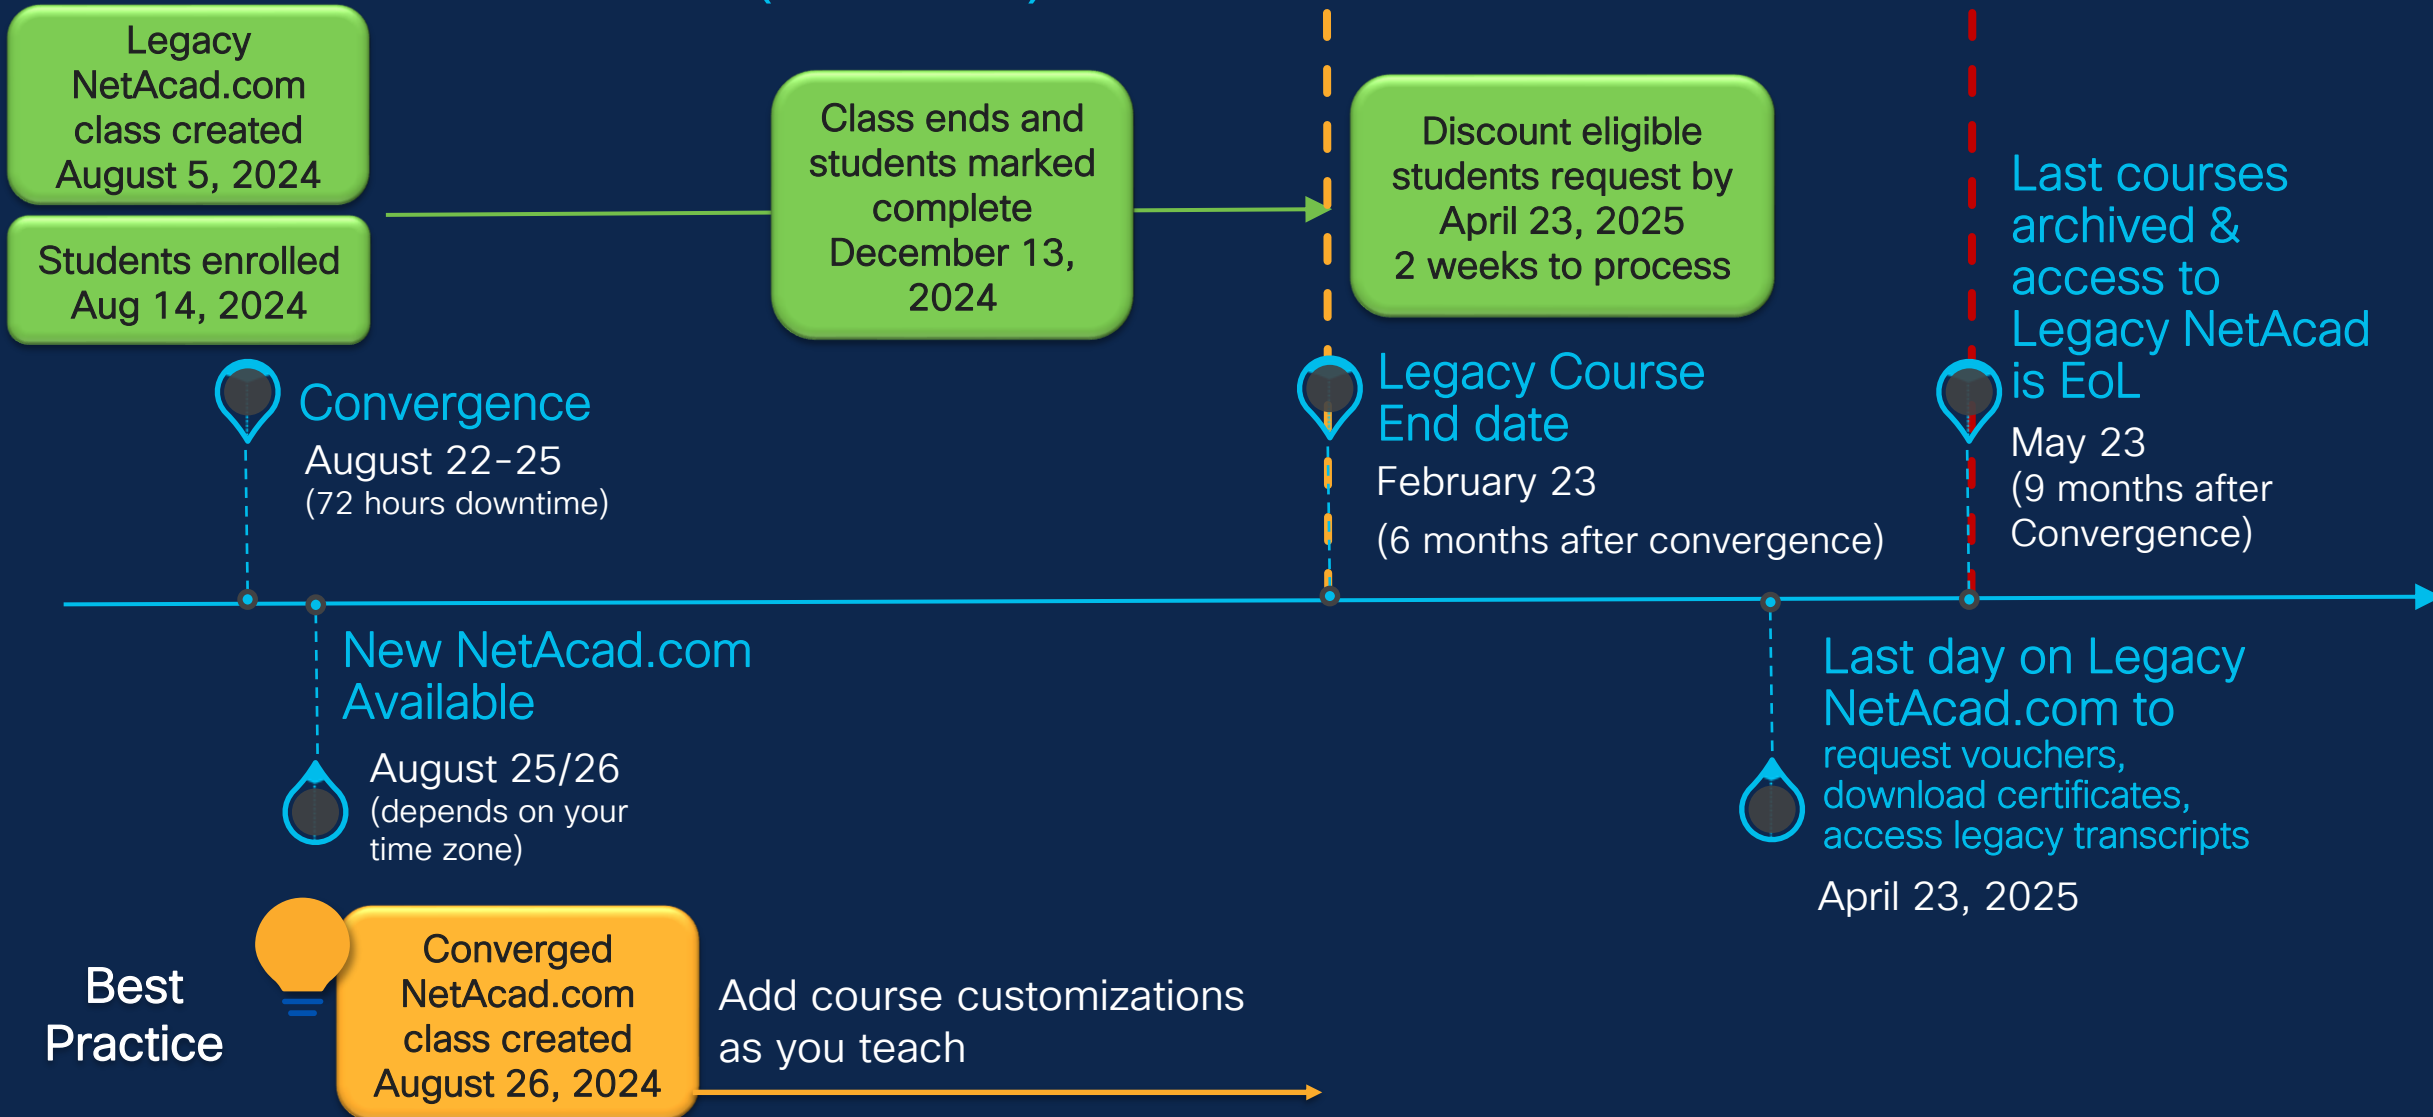 Legacy
NetAcad.com
class created
August 5, 2024
Students enrolled
Aug 14, 2024
Class ends and
students marked
complete
December 13,
2024
Discount eligible
students request by
April 23, 2025
2 weeks to process
Last courses
archived &
access to
Legacy NetAcad
is EoL
May 23
(9 months after
Convergence)
Convergence
August 22-25
(72 hours downtime)
Legacy Course
End date
February 23
(6 months after convergence)
New NetAcad.com
Available
August 25/26
(depends on your
time zone)
Last day on Legacy
NetAcad.com to
request vouchers,
download certificates,
access legacy transcripts
April 23, 2025
Best
Practice
Converged
NetAcad.com
class created
August 26, 2024
Add course customizations
as you teach